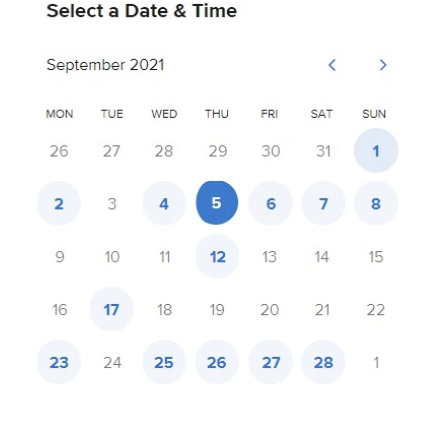 Select a Date & Time
September 2021
MON TUE WED THU FRI SAT SUN
26 27 28 29 30 31 1
2 3 4 5 6 7 8
9 10 11 12 13 14 15
16 17 18 19 20 21 22
23 24 25 26 27 28 1